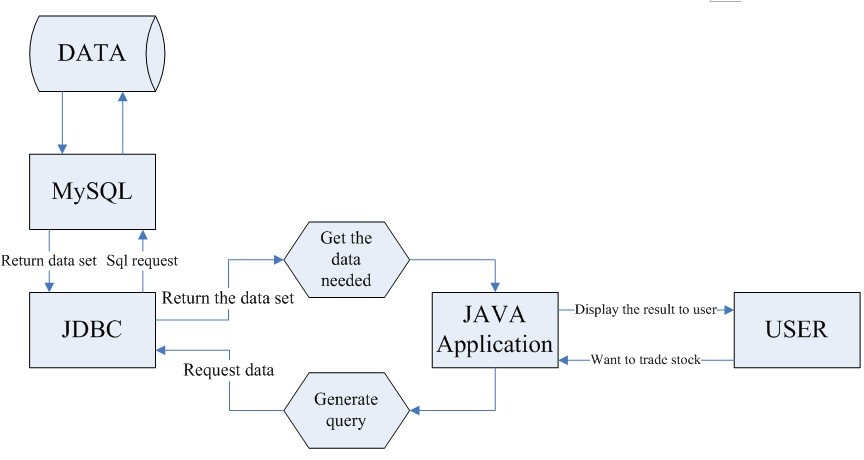 DATA
MySQL
Return data set
Sql request
JDBC
Return the data set
Request data
Get the
data
needed
Generate
query
JAVA
Application
Display the result to user
Want to trade stock
USER